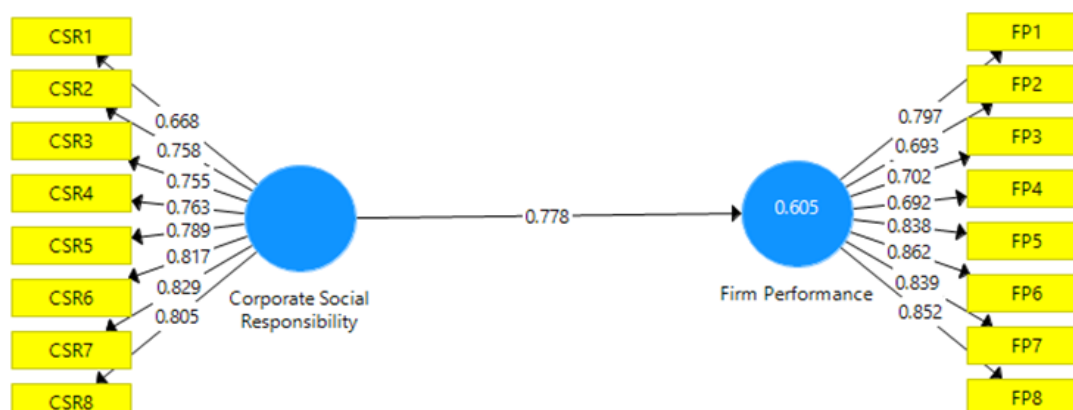 CSR1
CSR2
CSR3
CSR4
CSR5
CSR6
CSR7
CSR8
0.668
0.758
0.755
0.763
0.789
0.817
0.829
0.805
Corporate Social
Responsibility
0.778
0.605
Firm Performance
0.797
0.693
0.702
0.692
0.838
0.862
0.839
0.852
FP1
FP2
FP3
FP4
FP5
FP6
FP7
FP8